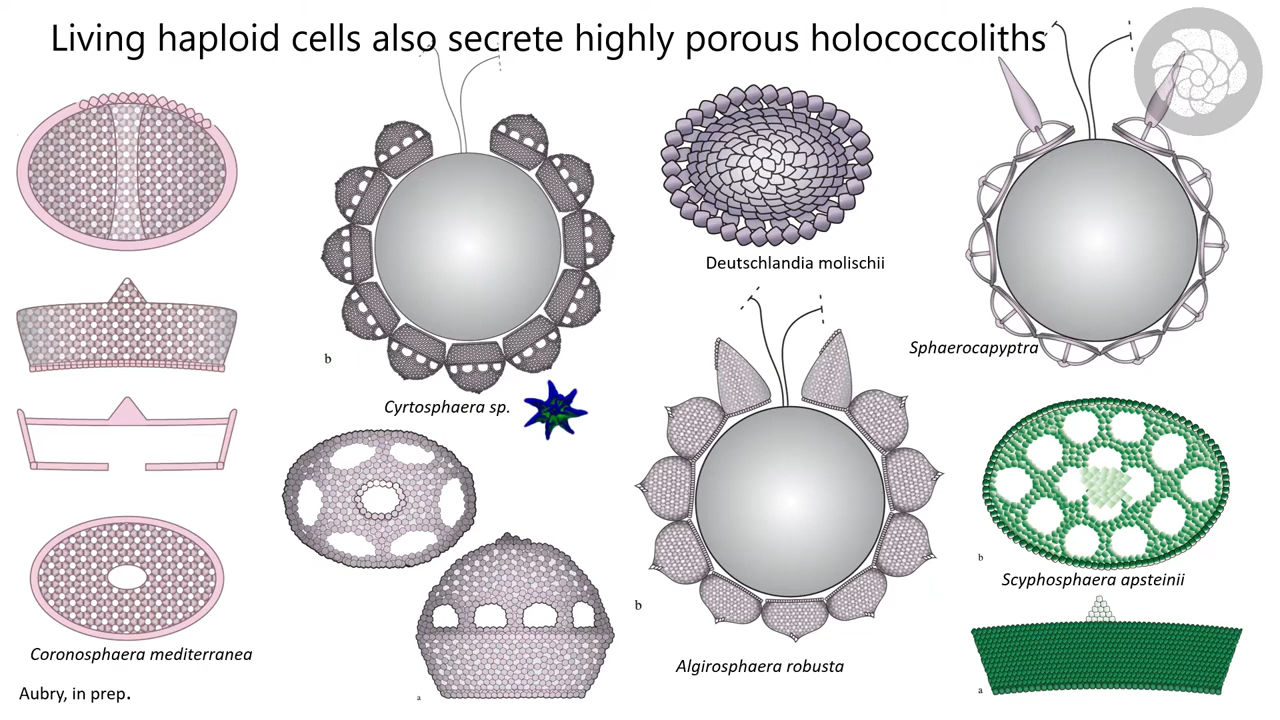 Living haploid cells also secrete highly porous holococcoliths
Deutschlandia molischii
Sphaerocapyptra
b
Cyrtosphaera sp.
b
Scyphosphaera apsteinii
b
Coronosphaera mediterranea
Algirosphaera robusta
Aubry, in prep.
a
a